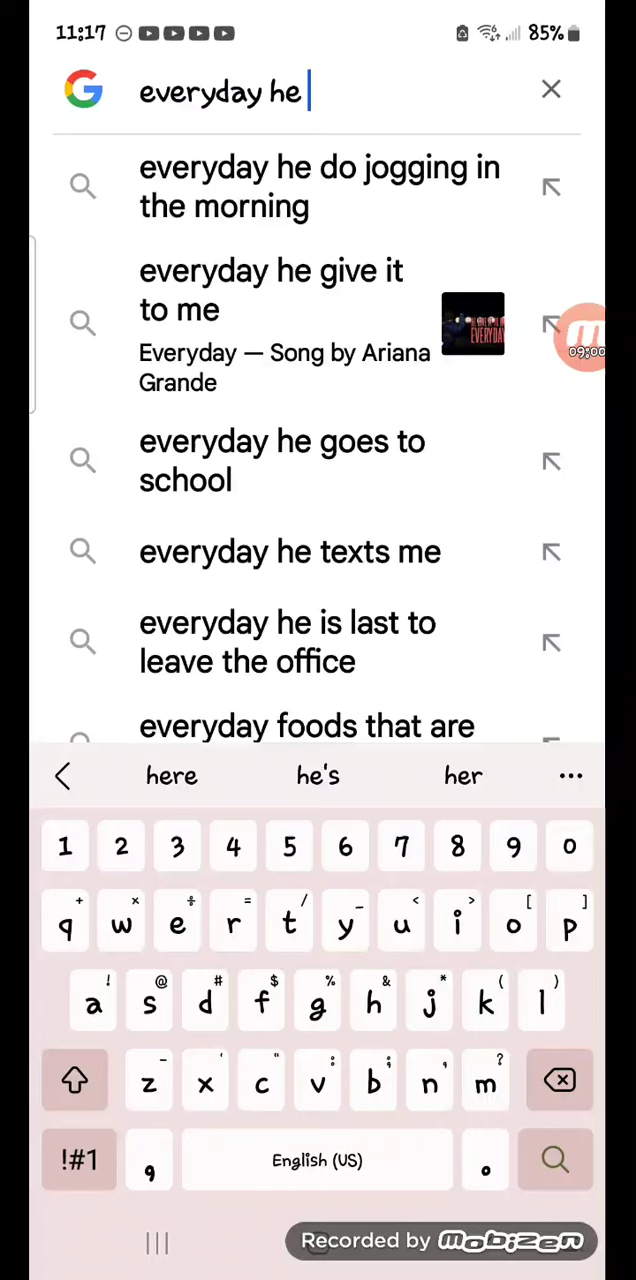 11:17 85%
everyday he
everyday he do jogging in
the morning
everyday he give it
to me
EVERYDAY
Everyday — Song by Ariana
Grande
09:00
everyday he goes to
school
everyday he texts me
everyday he is last to
leave the office
everyday foods that are
here he's her
1 2 3 4 5 6 7 8 9 0
+ × ÷ = / _ < > [ ]
q w e r t y u i o p
! @ # $ % & * ( )
a s d f g h j k l
- ' " : ; , ?
z x c v b n m
!#1 , English (US) .
Recorded by mobizen